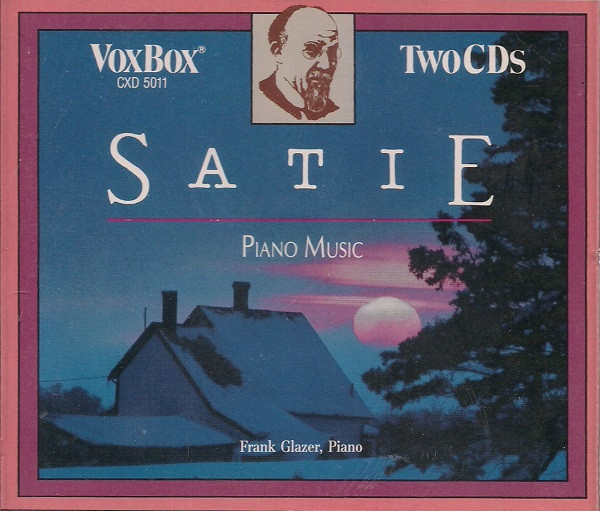 VOXBOX®
CXD 5011
TWO CDS
SATIE
PIANO MUSIC
Frank Glazer, Piano